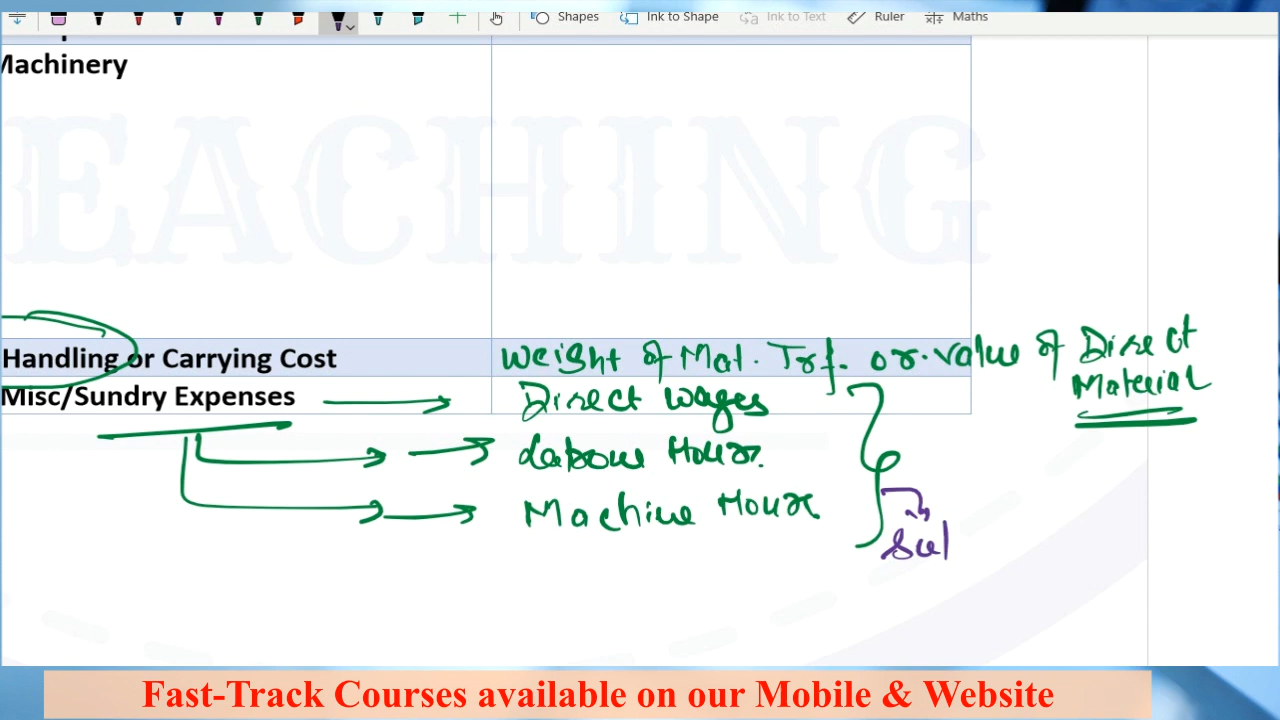 Shapes Ink to Shape Ink to Text Ruler Maths
Machinery
EACHING
Handling or Carrying Cost Weight of Mat. Trf. or value of Direct Material
Misc/Sundry Expenses Direct wages
Labour Hour.
Machine Hour
Fast-Track Courses available on our Mobile & Website